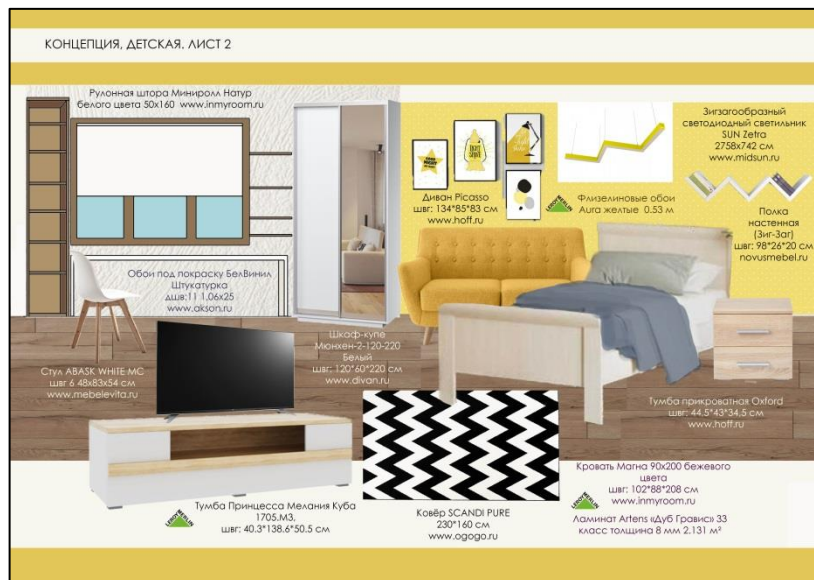 КОНЦЕПЦИЯ, ДЕТСКАЯ. ЛИСТ 2
Рулонная штора Миниролл Натур
белого цвета 50х160 www.inmyroom.ru
Зигзагообразный
светодиодный светильник
SUN Zetra
2758х742 см
www.midsun.ru
Диван Picasso
швг: 134*85*83 см
www.hoff.ru
LEROY MERLIN
Флизелиновые обои
Aura желтые 0.53 м
Полка
настенная
(Зиг-Заг)
швг: 98*26*20 см
novusmebel.ru
Обои под покраску БелВинил
Штукатурка
дшв:11 1.06х25
www.akson.ru
Стул ABASK WHITE MC
швг 6 48х83х54 см
www.mebelevita.ru
Шкаф-купе
Мюнхен-2-120-220
Белый
швг: 120*60*220 см
www.divan.ru
Тумба прикроватная Oxford
швг: 44.5*43*34.5 см
www.hoff.ru
LEROY MERLIN
Тумба Принцесса Мелания Куба
1705.М3.
швг: 40.3*138.6*50.5 см
Ковёр SCANDI PURE
230*160 см
www.ogogo.ru
Кровать Магна 90х200 бежевого
цвета
швг: 102*88*208 см
www.inmyroom.ru
LEROY MERLIN
Ламинат Artens «Дуб Гравис» 33
класс толщина 8 мм 2.131 м²